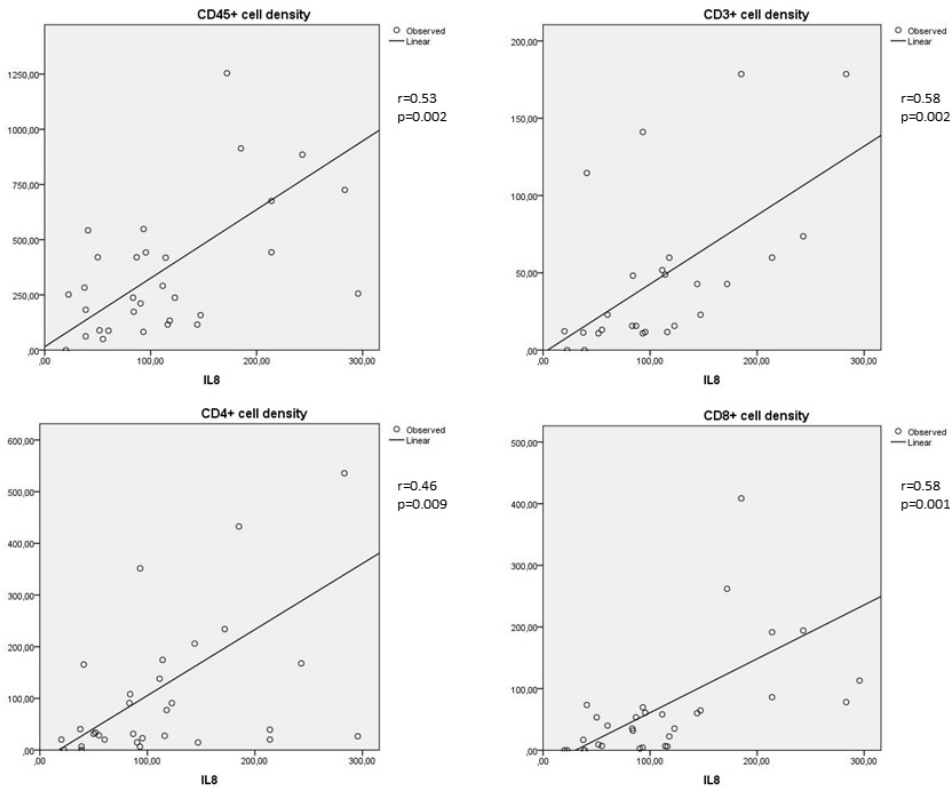 CD45+ cell density
Observed
Linear
r=0.53
p=0.002
1250,00
1000,00
750,00
500,00
250,00
,00
,00 100,00 200,00 300,00
IL8
CD3+ cell density
Observed
Linear
r=0.58
p=0.002
200,00
150,00
100,00
50,00
,00
,00 100,00 200,00 300,00
IL8
CD4+ cell density
Observed
Linear
r=0.46
p=0.009
600,00
500,00
400,00
300,00
200,00
100,00
,00
,00 100,00 200,00 300,00
IL8
CD8+ cell density
Observed
Linear
r=0.58
p=0.001
500,00
400,00
300,00
200,00
100,00
,00
,00 100,00 200,00 300,00
IL8